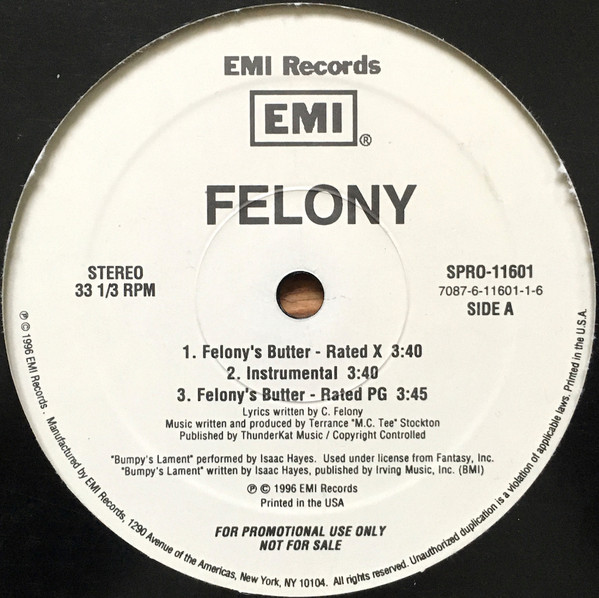 EMI Records
EMI®
FELONY
STEREO
33 1/3 RPM
SPRO-11601
7087-6-11601-1-6
SIDE A
1. Felony's Butter - Rated X 3:40
2. Instrumental 3:40
3. Felony's Butter - Rated PG 3:45
Lyrics written by C. Felony
Music written and produced by Terrance "M.C. Tee" Stockton
Published by ThunderKat Music / Copyright Controlled
"Bumpy's Lament" performed by Isaac Hayes. Used under license from Fantasy, Inc.
"Bumpy's Lament" written by Isaac Hayes, published by Irving Music, Inc. (BMI)
℗ © 1996 EMI Records
Printed in the USA
FOR PROMOTIONAL USE ONLY
NOT FOR SALE
℗ © 1996 EMI Records. Manufactured by EMI Records, 1290 Avenue of the Americas, New York, NY 10104. All rights reserved. Unauthorized duplication is a violation of applicable laws. Printed in the U.S.A.